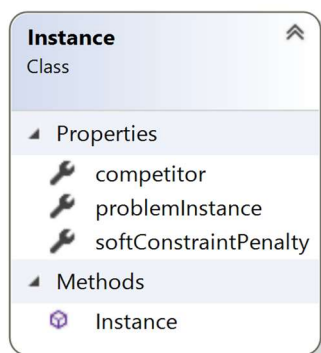 Instance
Class
Properties
competitor
problemInstance
softConstraintPenalty
Methods
Instance